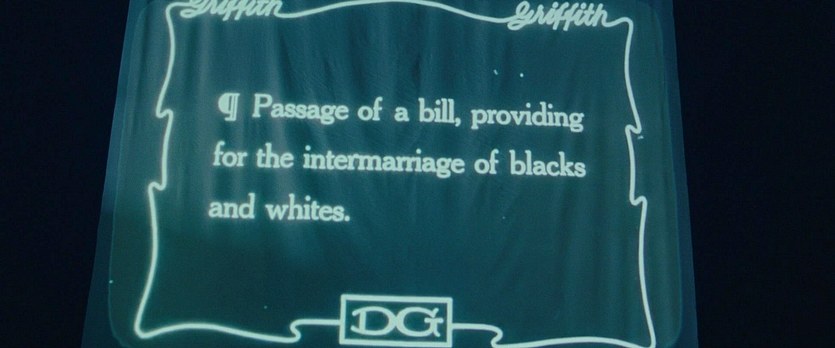 Griffith Griffith
¶ Passage of a bill, providing
for the intermarriage of blacks
and whites.
DG